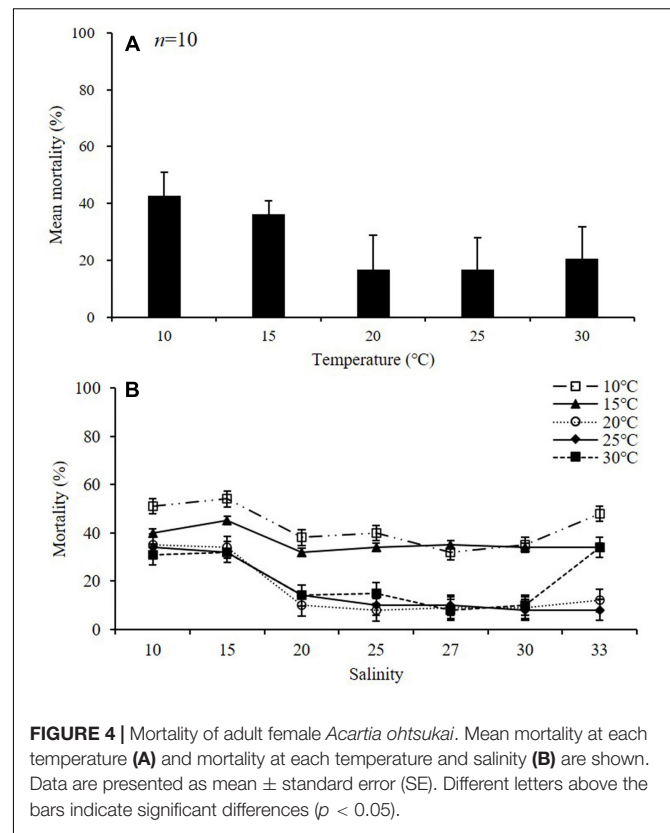 A n=10
100
80
60
40
20
0
Mean mortality (%)
10 15 20 25 30
Temperature (°C)
B
100
80
60
40
20
0
Mortality (%)
10°C
15°C
20°C
25°C
30°C
10 15 20 25 27 30 33
Salinity
FIGURE 4 | Mortality of adult female Acartia ohtsukai. Mean mortality at each
temperature (A) and mortality at each temperature and salinity (B) are shown.
Data are presented as mean ± standard error (SE). Different letters above the
bars indicate significant differences (p < 0.05).